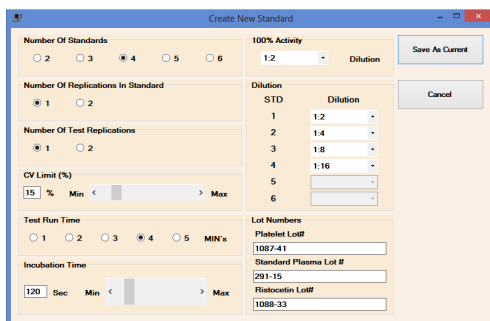 Create New Standard
Number Of Standards
2 3 4 5 6
Number Of Replications In Standard
1 2
Number Of Test Replications
1 2
CV Limit (%)
15 % Min < > Max
Test Run Time
1 2 3 4 5 MIN's
Incubation Time
120 Sec Min < > Max
100% Activity
1:2 Dilution
Dilution
STD Dilution
1 1:2
2 1:4
3 1:8
4 1:16
5
6
Lot Numbers
Platelet Lot#
1087-41
Standard Plasma Lot #
291-15
Ristocetin Lot#
1088-33
Save As Current
Cancel